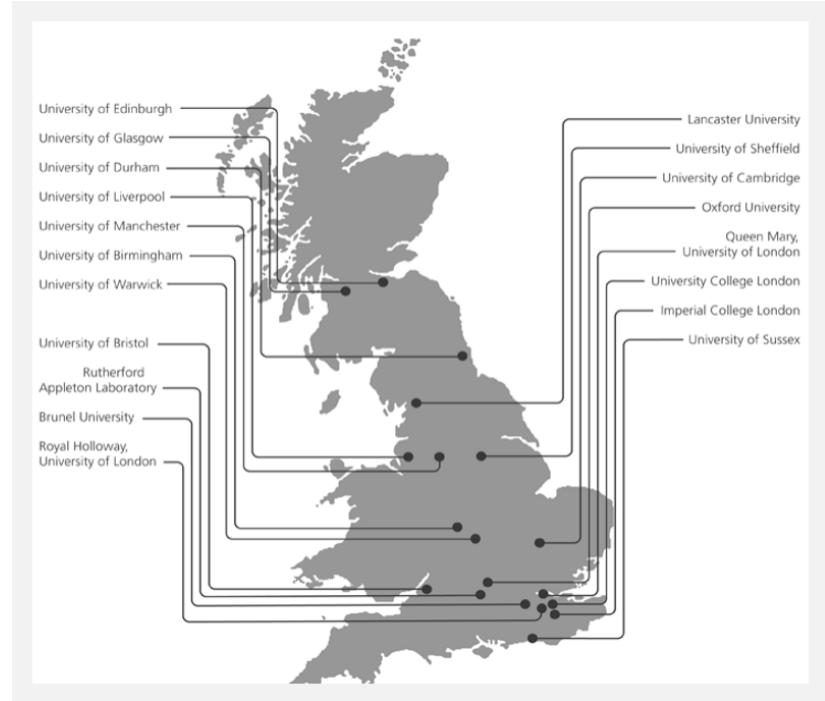 University of Edinburgh
University of Glasgow
University of Durham
University of Liverpool
University of Manchester
University of Birmingham
University of Warwick
University of Bristol
Rutherford
Appleton Laboratory
Brunel University
Royal Holloway,
University of London
Lancaster University
University of Sheffield
University of Cambridge
Oxford University
Queen Mary,
University of London
University College London
Imperial College London
University of Sussex